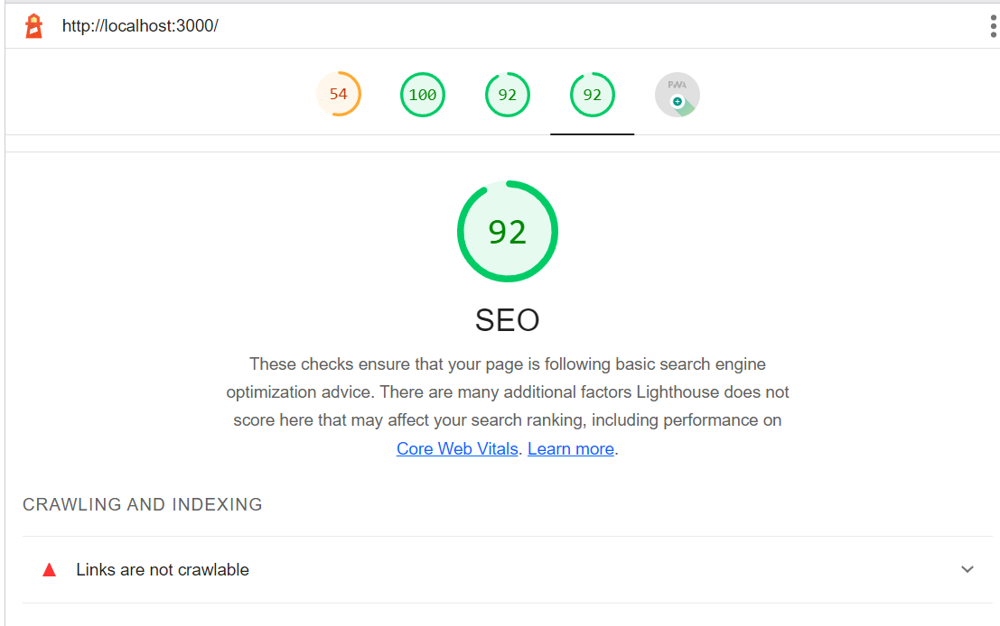 http://localhost:3000/
54 100 92 92 PWA
92
SEO
These checks ensure that your page is following basic search engine
optimization advice. There are many additional factors Lighthouse does not
score here that may affect your search ranking, including performance on
Core Web Vitals. Learn more.
CRAWLING AND INDEXING
Links are not crawlable